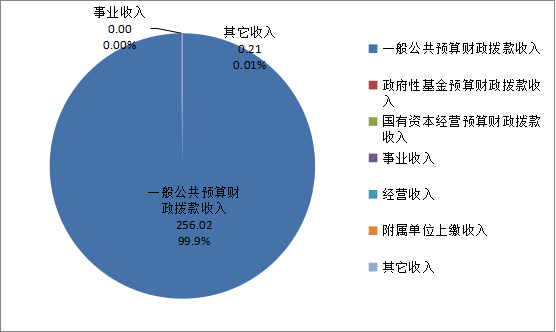 事业收入
0.00
0.00%
其它收入
0.21
0.01%
一般公共预算财
政拨款收入
256.02
99.9%
一般公共预算财政拨款收入
政府性基金预算财政拨款收
入
国有资本经营预算财政拨款
收入
事业收入
经营收入
附属单位上缴收入
其它收入